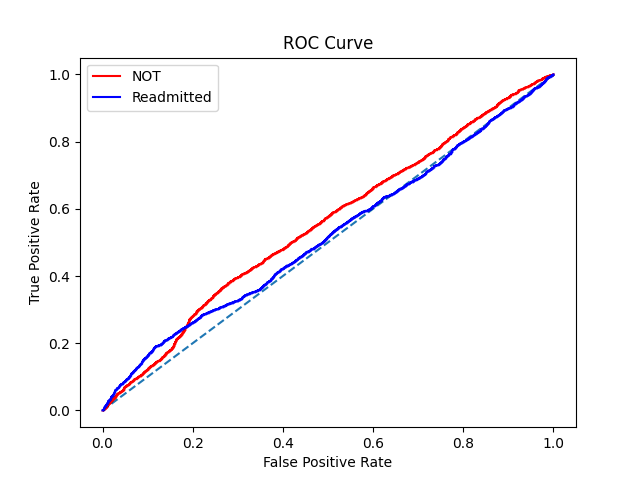 ROC Curve
NOT
Readmitted
1.0
0.8
0.6
0.4
0.2
0.0
True Positive Rate
0.0 0.2 0.4 0.6 0.8 1.0
False Positive Rate